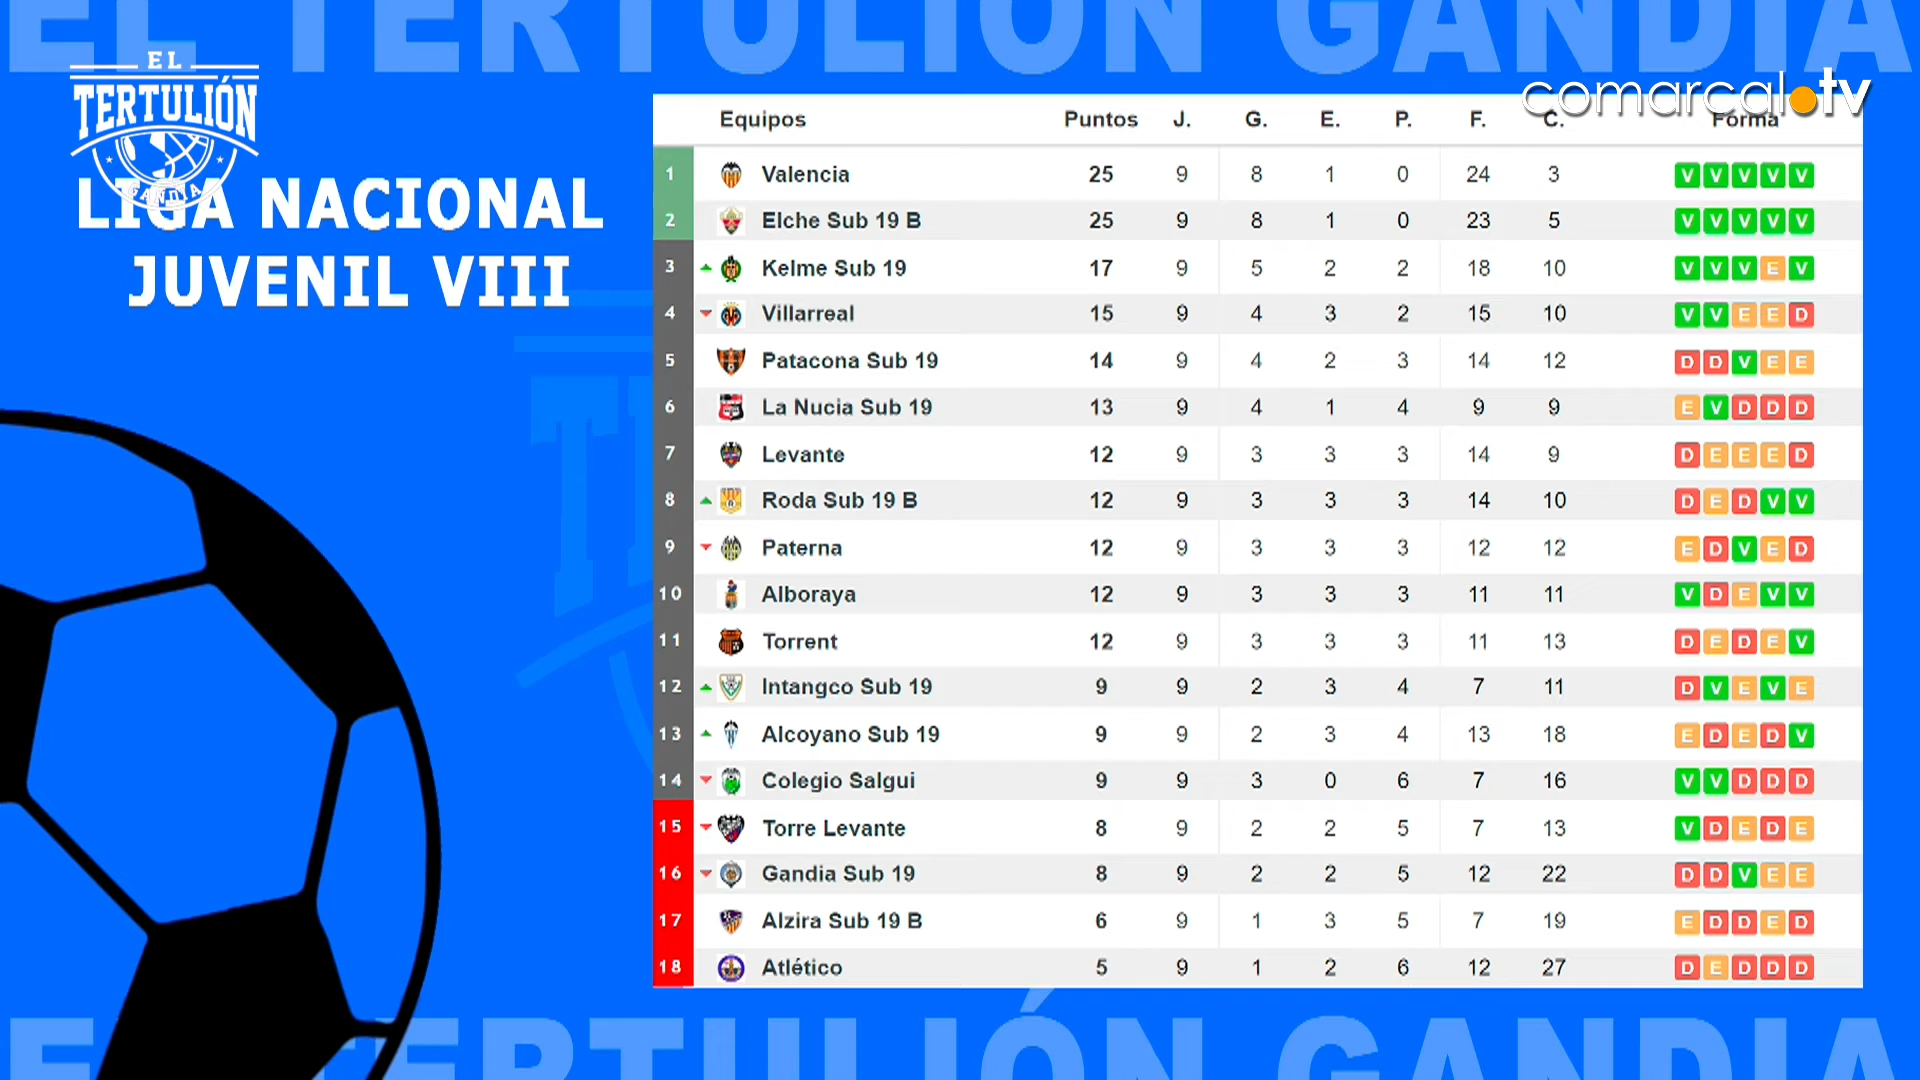 EL TERTULIÓN GANDIA
EL
TERTULIÓN
GANDIA
comarcal.tv
LIGA NACIONAL
JUVENIL VIII
Equipos Puntos J. G. E. P. F. C. Forma
1 Valencia 25 9 8 1 0 24 3 V V V V V
2 Elche Sub 19 B 25 9 8 1 0 23 5 V V V V V
3 Kelme Sub 19 17 9 5 2 2 18 10 V V V E V
4 Villarreal 15 9 4 3 2 15 10 V V E E D
5 Patacona Sub 19 14 9 4 2 3 14 12 D D V E E
6 La Nucia Sub 19 13 9 4 1 4 9 9 E V D D D
7 Levante 12 9 3 3 3 14 9 D E E E D
8 Roda Sub 19 B 12 9 3 3 3 14 10 D E D V V
9 Paterna 12 9 3 3 3 12 12 E D V E D
10 Alboraya 12 9 3 3 3 11 11 V D E V V
11 Torrent 12 9 3 3 3 11 13 D E D E V
12 Intangco Sub 19 9 9 2 3 4 7 11 D V E V E
13 Alcoyano Sub 19 9 9 2 3 4 13 18 E D E D V
14 Colegio Salgui 9 9 3 0 6 7 16 V V D D D
15 Torre Levante 8 9 2 2 5 7 13 V D E D E
16 Gandia Sub 19 8 9 2 2 5 12 22 D D V E E
17 Alzira Sub 19 B 6 9 1 3 5 7 19 E D D E D
18 Atlético 5 9 1 2 6 12 27 D E D D D
EL TERTULIÓN GANDIA